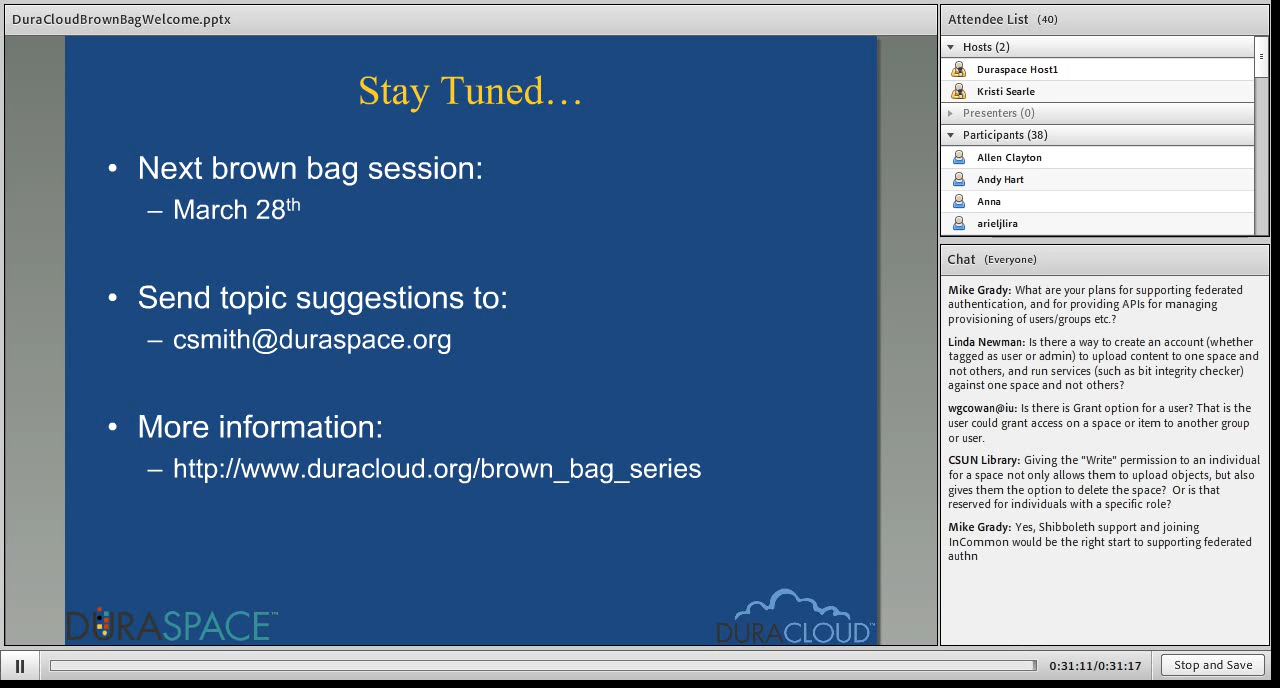 DuraCloudBrownBagWelcome.pptx
Stay Tuned…
• Next brown bag session:
– March 28th
• Send topic suggestions to:
– csmith@duraspace.org
• More information:
– http://www.duracloud.org/brown_bag_series
DURASPACE™
DURACLOUD™
Attendee List (40)
Hosts (2)
Duraspace Host1
Kristi Searle
Presenters (0)
Participants (38)
Allen Clayton
Andy Hart
Anna
arieljlira
Chat (Everyone)
Mike Grady: What are your plans for supporting federated
authentication, and for providing APIs for managing
provisioning of users/groups etc.?
Linda Newman: Is there a way to create an account (whether
tagged as user or admin) to upload content to one space and
not others, and run services (such as bit integrity checker)
against one space and not others?
wgcowan@iu: Is there is Grant option for a user? That is the
user could grant access on a space or item to another group
or user.
CSUN Library: Giving the "Write" permission to an individual
for a space not only allows them to upload objects, but also
gives them the option to delete the space? Or is that
reserved for individuals with a specific role?
Mike Grady: Yes, Shibboleth support and joining
InCommon would be the right start to supporting federated
authn
0:31:11/0:31:17
Stop and Save